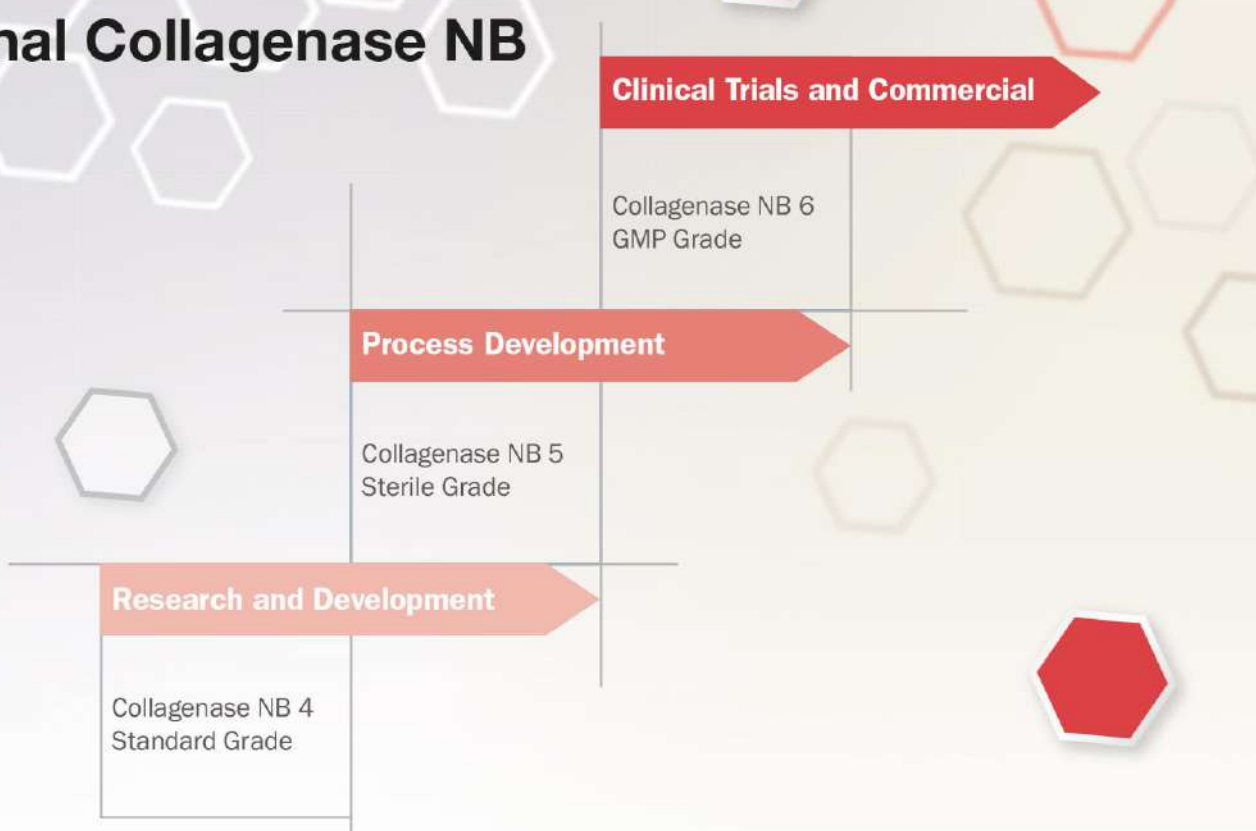 Collagenase NB
Clinical Trials and Commercial
Collagenase NB 6
GMP Grade
Process Development
Collagenase NB 5
Sterile Grade
Research and Development
Collagenase NB 4
Standard Grade